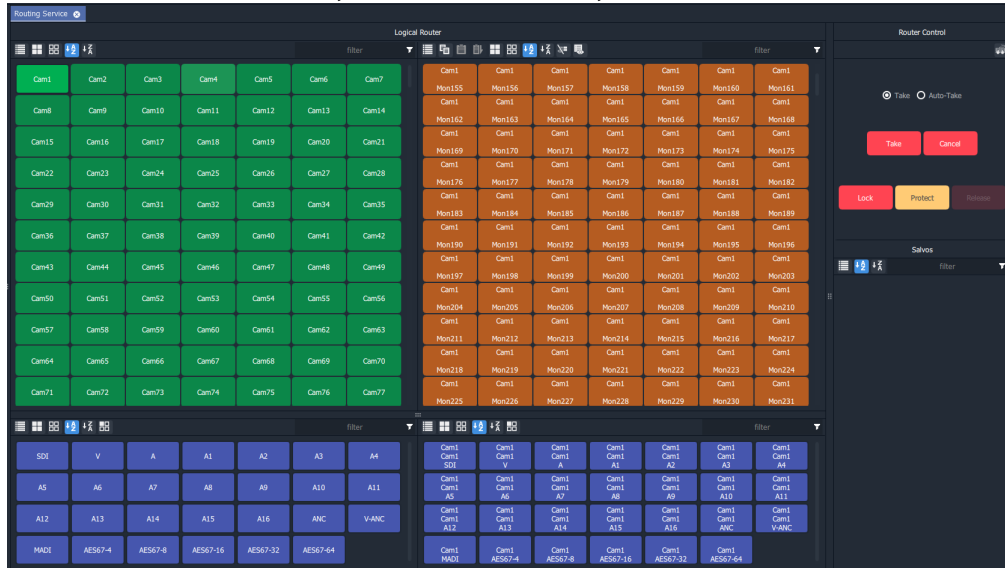 Routing Service
Logical Router
Router Control
filter
filter
Cam1 Cam2 Cam3 Cam4 Cam5 Cam6 Cam7
Cam8 Cam9 Cam10 Cam11 Cam12 Cam13 Cam14
Cam15 Cam16 Cam17 Cam18 Cam19 Cam20 Cam21
Cam22 Cam23 Cam24 Cam25 Cam26 Cam27 Cam28
Cam29 Cam30 Cam31 Cam32 Cam33 Cam34 Cam35
Cam36 Cam37 Cam38 Cam39 Cam40 Cam41 Cam42
Cam43 Cam44 Cam45 Cam46 Cam47 Cam48 Cam49
Cam50 Cam51 Cam52 Cam53 Cam54 Cam55 Cam56
Cam57 Cam58 Cam59 Cam60 Cam61 Cam62 Cam63
Cam64 Cam65 Cam66 Cam67 Cam68 Cam69 Cam70
Cam71 Cam72 Cam73 Cam74 Cam75 Cam76 Cam77
Cam1 Cam1 Cam1 Cam1 Cam1 Cam1 Cam1
Mon155 Mon156 Mon157 Mon158 Mon159 Mon160 Mon161
Cam1 Cam1 Cam1 Cam1 Cam1 Cam1 Cam1
Mon162 Mon163 Mon164 Mon165 Mon166 Mon167 Mon168
Cam1 Cam1 Cam1 Cam1 Cam1 Cam1 Cam1
Mon169 Mon170 Mon171 Mon172 Mon173 Mon174 Mon175
Cam1 Cam1 Cam1 Cam1 Cam1 Cam1 Cam1
Mon176 Mon177 Mon178 Mon179 Mon180 Mon181 Mon182
Cam1 Cam1 Cam1 Cam1 Cam1 Cam1 Cam1
Mon183 Mon184 Mon185 Mon186 Mon187 Mon188 Mon189
Cam1 Cam1 Cam1 Cam1 Cam1 Cam1 Cam1
Mon190 Mon191 Mon192 Mon193 Mon194 Mon195 Mon196
Cam1 Cam1 Cam1 Cam1 Cam1 Cam1 Cam1
Mon197 Mon198 Mon199 Mon200 Mon201 Mon202 Mon203
Cam1 Cam1 Cam1 Cam1 Cam1 Cam1 Cam1
Mon204 Mon205 Mon206 Mon207 Mon208 Mon209 Mon210
Cam1 Cam1 Cam1 Cam1 Cam1 Cam1 Cam1
Mon211 Mon212 Mon213 Mon214 Mon215 Mon216 Mon217
Cam1 Cam1 Cam1 Cam1 Cam1 Cam1 Cam1
Mon218 Mon219 Mon220 Mon221 Mon222 Mon223 Mon224
Cam1 Cam1 Cam1 Cam1 Cam1 Cam1 Cam1
Mon225 Mon226 Mon227 Mon228 Mon229 Mon230 Mon231
filter
SDI V A A1 A2 A3 A4
A5 A6 A7 A8 A9 A10 A11
A12 A13 A14 A15 A16 ANC V-ANC
MADI AES67-4 AES67-8 AES67-16 AES67-32 AES67-64
filter
Cam1 Cam1 Cam1 Cam1 Cam1 Cam1 Cam1
Cam1 Cam1 Cam1 Cam1 Cam1 Cam1 Cam1
SDI V A A1 A2 A3 A4
Cam1 Cam1 Cam1 Cam1 Cam1 Cam1 Cam1
Cam1 Cam1 Cam1 Cam1 Cam1 Cam1 Cam1
A5 A6 A7 A8 A9 A10 A11
Cam1 Cam1 Cam1 Cam1 Cam1 Cam1 Cam1
Cam1 Cam1 Cam1 Cam1 Cam1 Cam1 Cam1
A12 A13 A14 A15 A16 ANC V-ANC
Cam1 Cam1 Cam1 Cam1 Cam1 Cam1
MADI AES67-4 AES67-8 AES67-16 AES67-32 AES67-64
Take Auto-Take
Take Cancel
Lock Protect Release
Salvos
filter